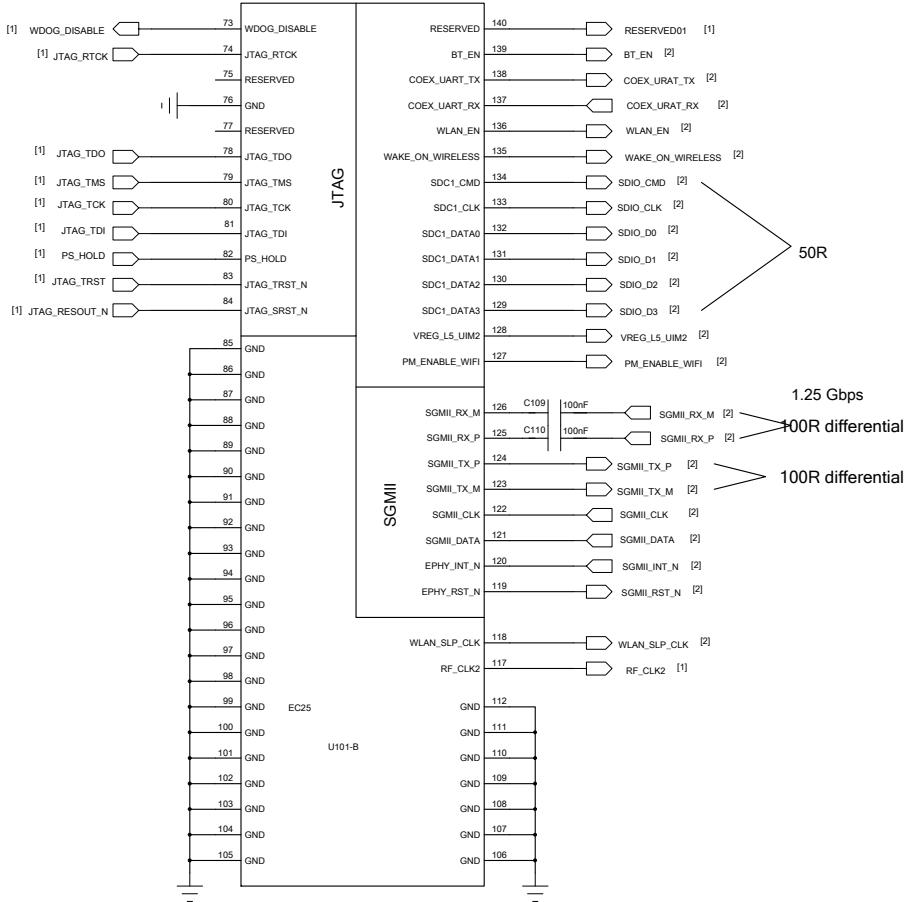 [1] WDOG_DISABLE 73 WDOG_DISABLE
[1] JTAG_RTCK 74 JTAG_RTCK
75 RESERVED
76 GND
77 RESERVED
[1] JTAG_TDO 78 JTAG_TDO
[1] JTAG_TMS 79 JTAG_TMS
[1] JTAG_TCK 80 JTAG_TCK
[1] JTAG_TDI 81 JTAG_TDI
[1] PS_HOLD 82 PS_HOLD
[1] JTAG_TRST 83 JTAG_TRST_N
[1] JTAG_RESOUT_N 84 JTAG_SRST_N
85 GND
86 GND
87 GND
88 GND
89 GND
90 GND
91 GND
92 GND
93 GND
94 GND
95 GND
96 GND
97 GND
98 GND
99 GND
100 GND
101 GND
102 GND
103 GND
104 GND
105 GND
JTAG
SGMII
EC25
U101-B
RESERVED 140 RESERVED01 [1]
BT_EN 139 BT_EN [2]
COEX_UART_TX 138 COEX_URAT_TX [2]
COEX_UART_RX 137 COEX_URAT_RX [2]
WLAN_EN 136 WLAN_EN [2]
WAKE_ON_WIRELESS 135 WAKE_ON_WIRELESS [2]
SDC1_CMD 134 SDIO_CMD [2]
SDC1_CLK 133 SDIO_CLK [2]
SDC1_DATA0 132 SDIO_D0 [2]
SDC1_DATA1 131 SDIO_D1 [2]
SDC1_DATA2 130 SDIO_D2 [2]
SDC1_DATA3 129 SDIO_D3 [2]
50R
VREG_L5_UIM2 128 VREG_L5_UIM2 [2]
PM_ENABLE_WIFI 127 PM_ENABLE_WIFI [2]
1.25 Gbps
SGMII_RX_M 126 C109 100nF SGMII_RX_M [2]
100R differential
SGMII_RX_P 125 C110 100nF SGMII_RX_P [2]
SGMII_TX_P 124 SGMII_TX_P [2]
100R differential
SGMII_TX_M 123 SGMII_TX_M [2]
SGMII_CLK 122 SGMII_CLK [2]
SGMII_DATA 121 SGMII_DATA [2]
EPHY_INT_N 120 SGMII_INT_N [2]
EPHY_RST_N 119 SGMII_RST_N [2]
WLAN_SLP_CLK 118 WLAN_SLP_CLK [2]
RF_CLK2 117 RF_CLK2 [1]
GND 112
GND 111
GND 110
GND 109
GND 108
GND 107
GND 106